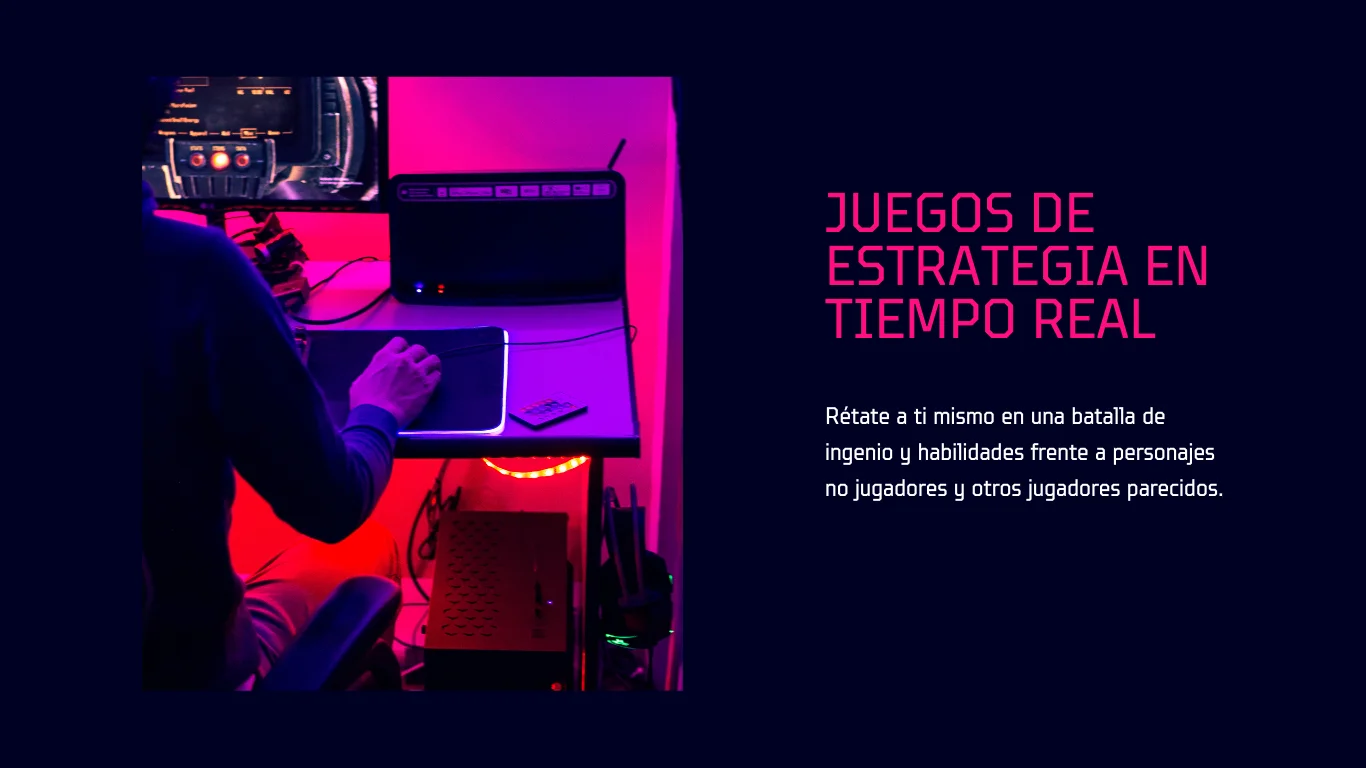 JUEGOS DE
ESTRATEGIA EN
TIEMPO REAL
Rétate a ti mismo en una batalla de
ingenio y habilidades frente a personajes
no jugadores y otros jugadores parecidos.